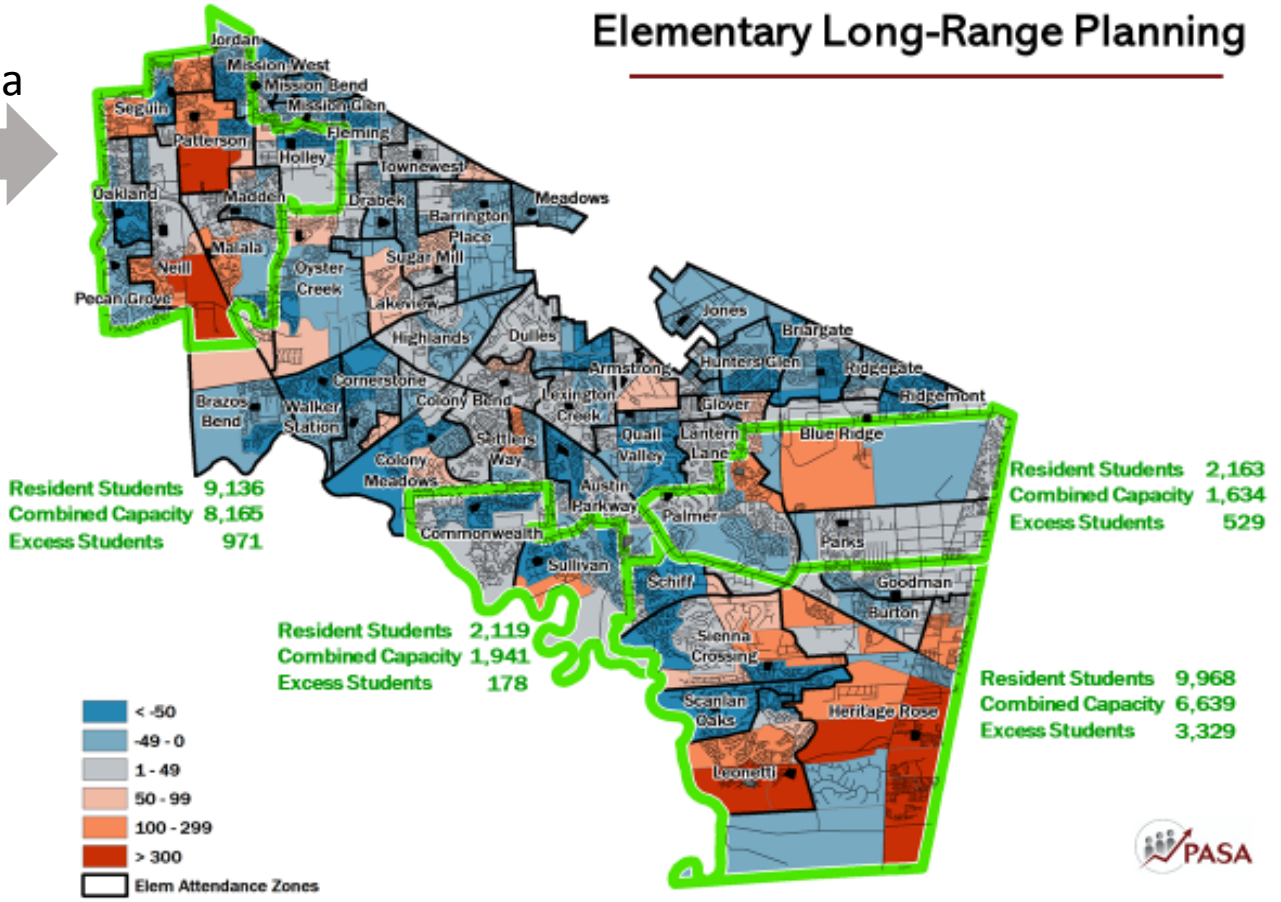 Elementary Long-Range Planning
a
Jordan
Mission West
Mission Bend
Mission Glen
Seguin
Fleming
Patterson
Holley
Townewest
Oakland
Madden
Drabek
Meadows
Barrington
Place
Malala
Sugar Mill
Neill
Oyster
Creek
Pecan Grove
Lakeview
Jones
Highlands
Dulles
Briargate
Hunters Glen
Armstrong
Ridgegate
Cornerstone
Ridgemont
Brazos
Bend
Walker
Station
Colony Bend
Lexington
Creek
Glover
Settlers
Way
Quail
Valley
Lantern
Lane
Blue Ridge
Colony
Meadows
Austin
Parkway
Palmer
Commonwealth
Parks
Sullivan
Schiff
Goodman
Burton
Sienna
Crossing
Scanlan
Oaks
Heritage Rose
Leonetti
Resident Students 9,136
Combined Capacity 8,165
Excess Students 971
Resident Students 2,163
Combined Capacity 1,634
Excess Students 529
Resident Students 2,119
Combined Capacity 1,941
Excess Students 178
Resident Students 9,968
Combined Capacity 6,639
Excess Students 3,329
< -50
-49 - 0
1 - 49
50 - 99
100 - 299
> 300
Elem Attendance Zones
PASA